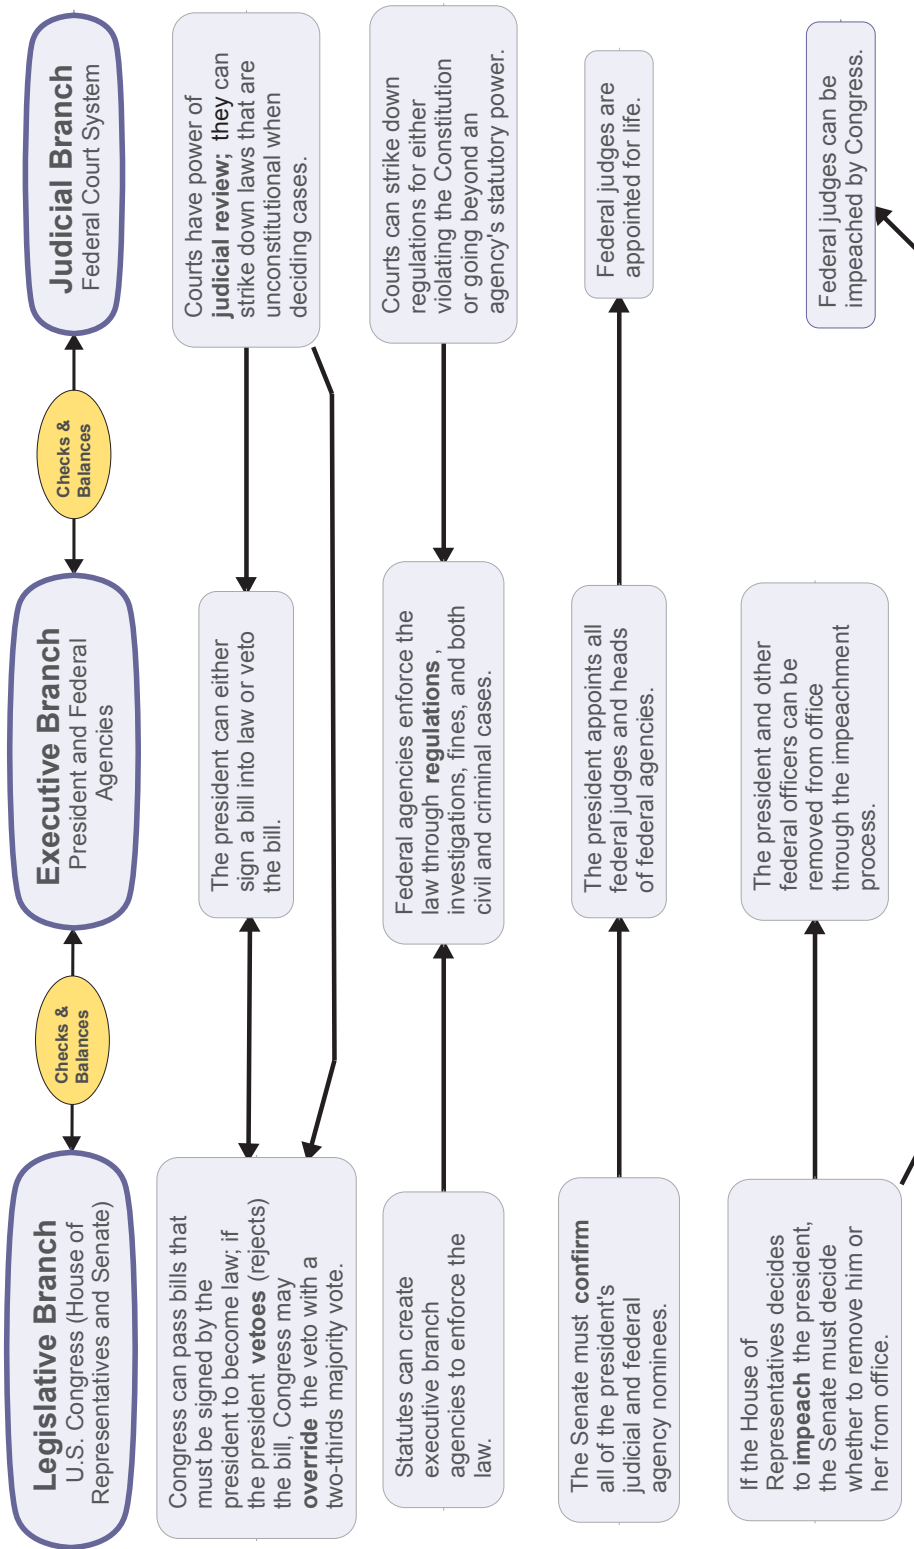 Legislative Branch
U.S. Congress (House of
Representatives and Senate)
Checks &
Balances
Executive Branch
President and Federal
Agencies
Checks &
Balances
Judicial Branch
Federal Court System
Congress can pass bills that
must be signed by the
president to become law; if
the president vetoes (rejects)
the bill, Congress may
override the veto with a
two-thirds majority vote.
The president can either
sign a bill into law or veto
the bill.
Courts have power of
judicial review; they can
strike down laws that are
unconstitutional when
deciding cases.
Statutes can create
executive branch
agencies to enforce the
law.
Federal agencies enforce the
law through regulations ,
investigations, fines, and both
civil and criminal cases.
Courts can strike down
regulations for either
violating the Constitution
or going beyond an
agency's statutory power.
The Senate must confirm
all of the president's
judicial and federal
agency nominees.
The president appoints all
federal judges and heads
of federal agencies.
Federal judges are
appointed for life.
If the House of
Representatives decides
to impeach the president,
the Senate must decide
whether to remove him or
her from office.
The president and other
federal officers can be
removed from office
through the impeachment
process.
Federal judges can be
impeached by Congress.